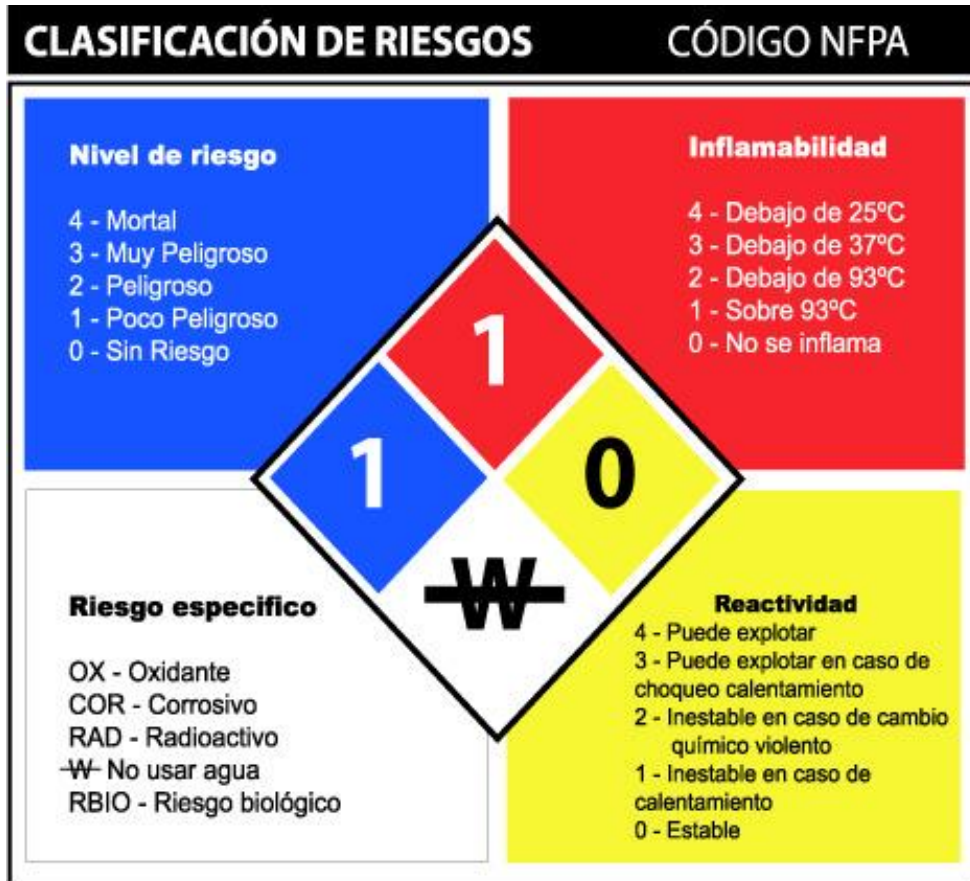 CLASIFICACIÓN DE RIESGOS CÓDIGO NFPA
Nivel de riesgo
4 - Mortal
3 - Muy Peligroso
2 - Peligroso
1 - Poco Peligroso
0 - Sin Riesgo
Inflamabilidad
4 - Debajo de 25ºC
3 - Debajo de 37ºC
2 - Debajo de 93ºC
1 - Sobre 93ºC
0 - No se inflama
1
1
0
W
Riesgo especifico
OX - Oxidante
COR - Corrosivo
RAD - Radioactivo
W No usar agua
RBIO - Riesgo biológico
Reactividad
4 - Puede explotar
3 - Puede explotar en caso de
choqueo calentamiento
2 - Inestable en caso de cambio
químico violento
1 - Inestable en caso de
calentamiento
0 - Estable